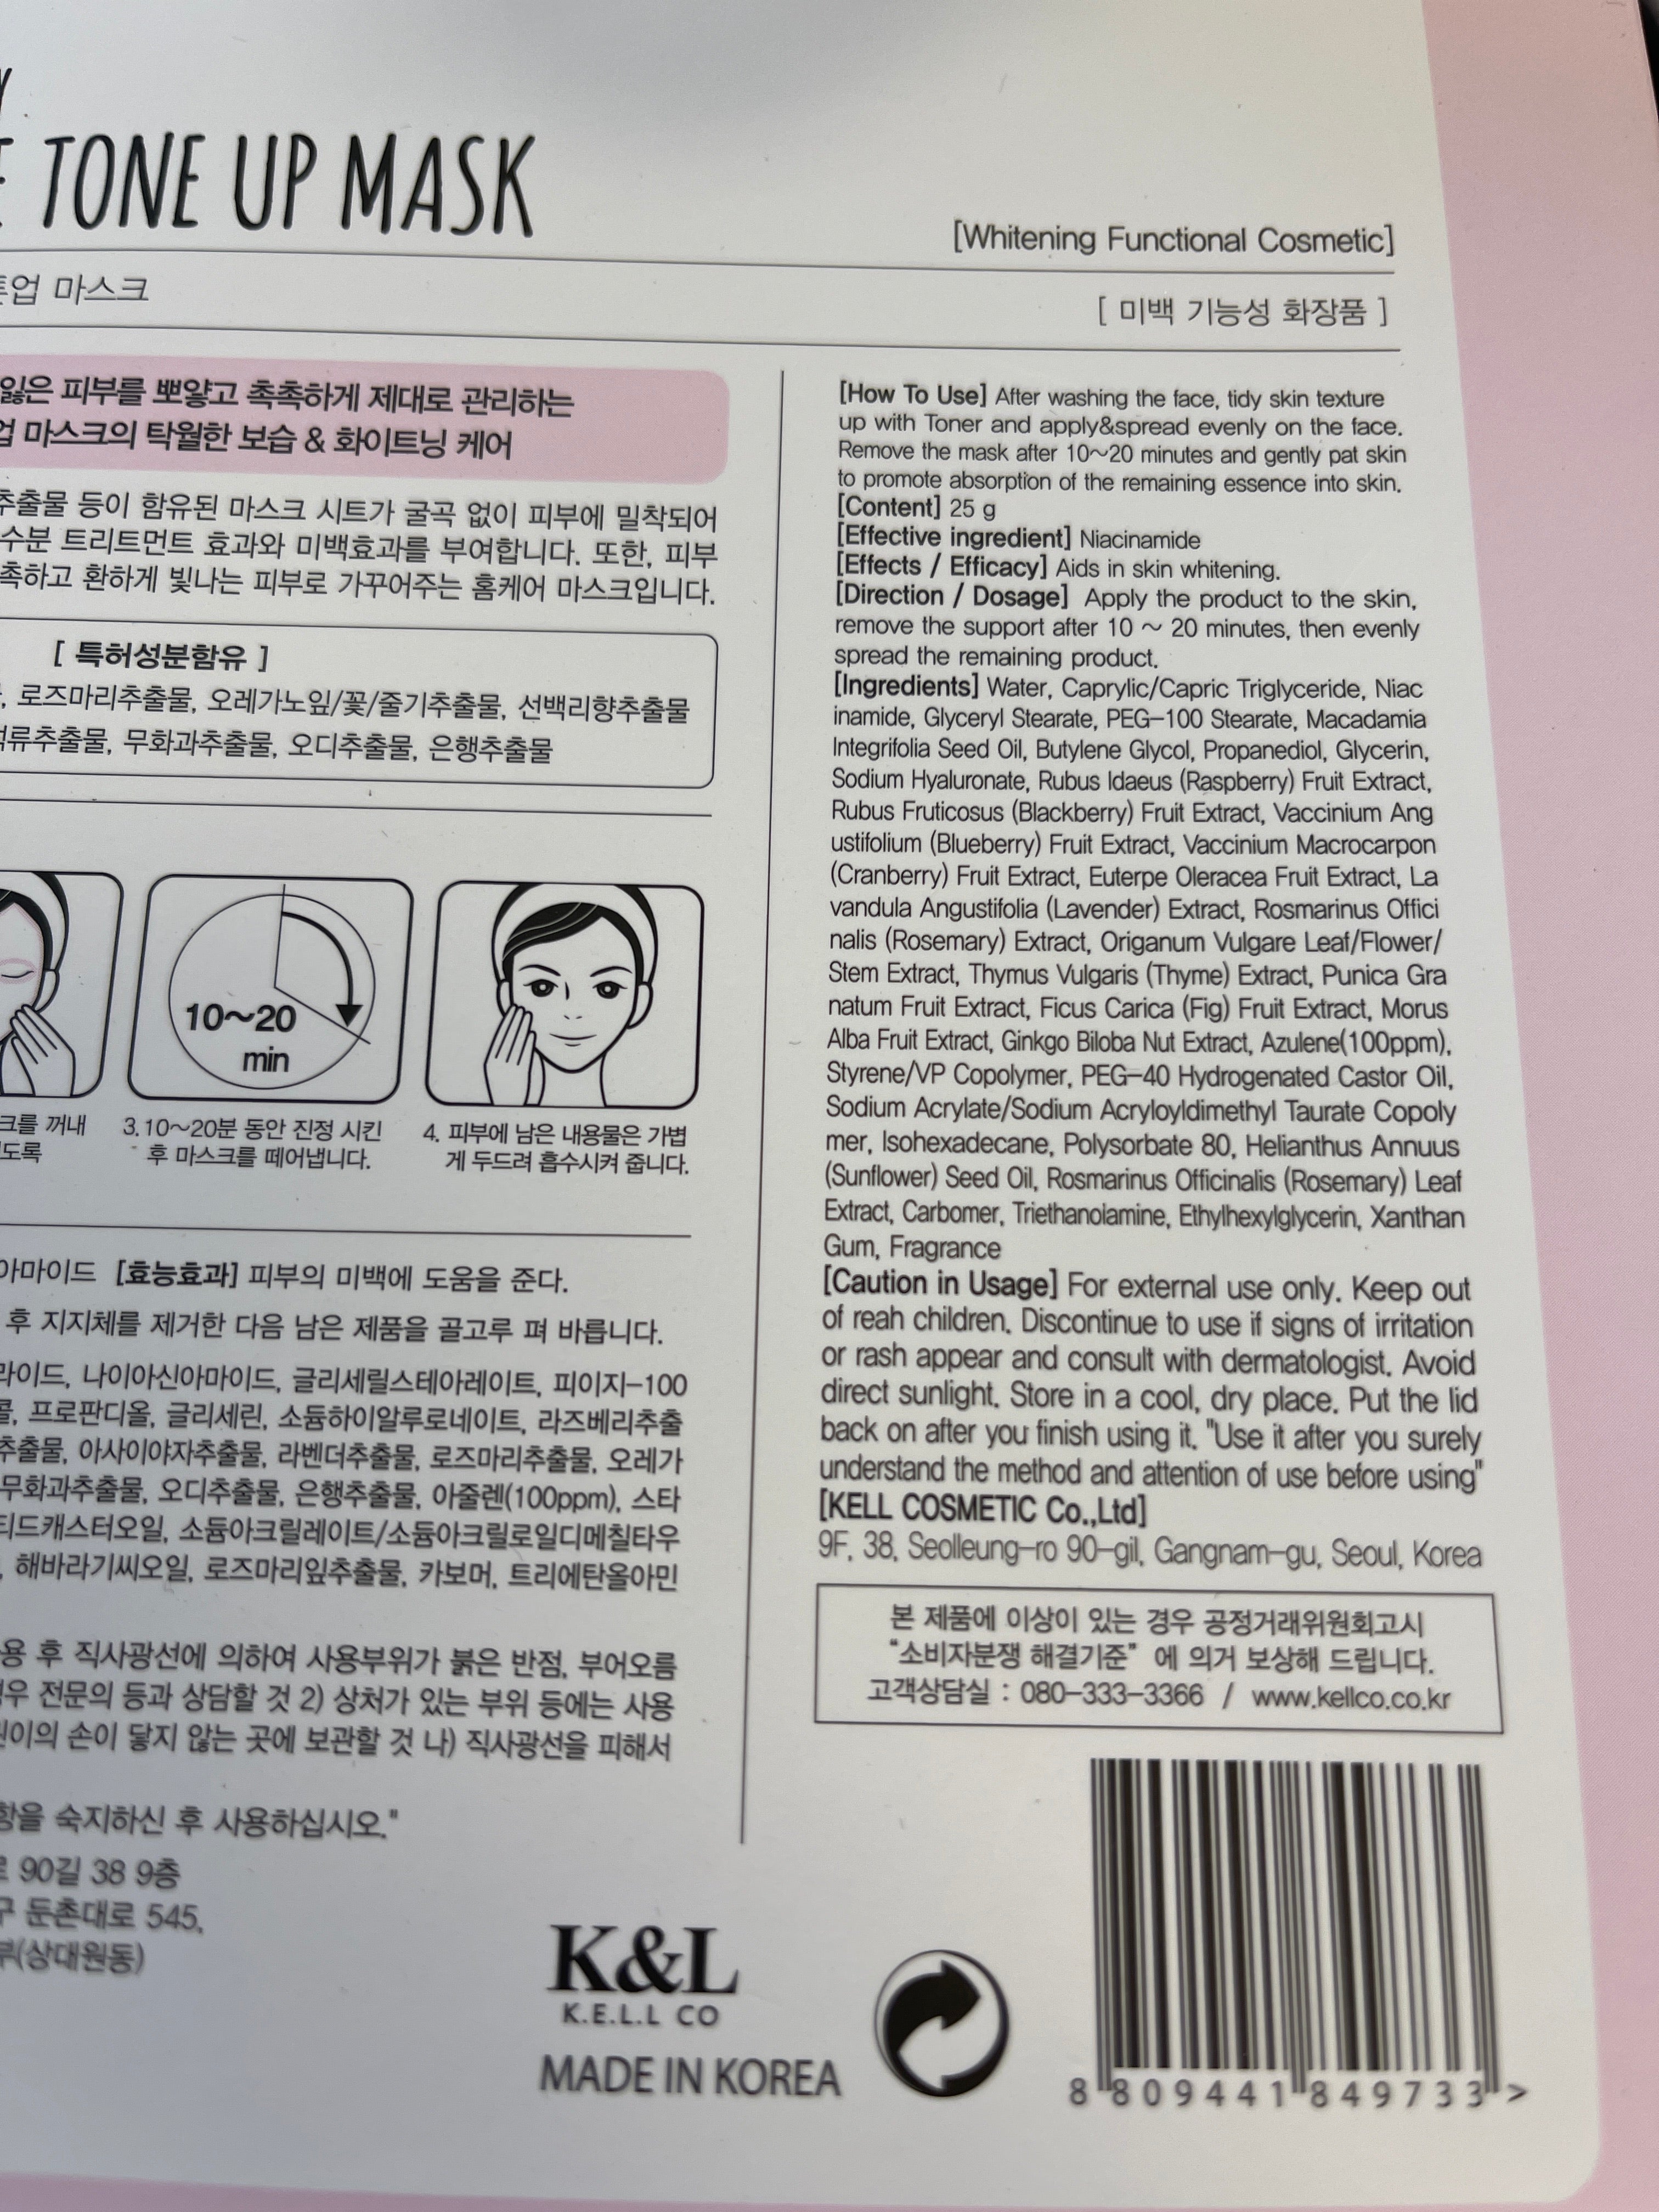 TONE UP MASK
[Whitening Functional Cosmetic]
톤업 마스크
[ 미백 기능성 화장품 ]
잃은 피부를 뽀얗고 촉촉하게 제대로 관리하는
업 마스크의 탁월한 보습 & 화이트닝 케어
추출물 등이 함유된 마스크 시트가 굴곡 없이 피부에 밀착되어
수분 트리트먼트 효과와 미백효과를 부여합니다. 또한, 피부
촉하고 환하게 빛나는 피부로 가꾸어주는 홈케어 마스크입니다.
[ 특허성분함유 ]
, 로즈마리추출물, 오레가노잎/꽃/줄기추출물, 선백리향추출물
석류추출물, 무화과추출물, 오디추출물, 은행추출물
10~20
min
크를 꺼내
도록
3.10~20분 동안 진정 시킨
후 마스크를 떼어냅니다.
4. 피부에 남은 내용물은 가볍
게 두드려 흡수시켜 줍니다.
아마이드 [효능효과] 피부의 미백에 도움을 준다.
후 지지체를 제거한 다음 남은 제품을 골고루 펴 바릅니다.
라이드, 나이아신아마이드, 글리세릴스테아레이트, 피이지-100
콜, 프로판디올, 글리세린, 소듐하이알루로네이트, 라즈베리추출
추출물, 아사이야자추출물, 라벤더추출물, 로즈마리추출물, 오레가
무화과추출물, 오디추출물, 은행추출물, 아줄렌(100ppm), 스타
티드캐스터오일, 소듐아크릴레이트/소듐아크릴로일디메칠타우
, 해바라기씨오일, 로즈마리잎추출물, 카보머, 트리에탄올아민
용 후 직사광선에 의하여 사용부위가 붉은 반점, 부어오름
경우 전문의 등과 상담할 것 2) 상처가 있는 부위 등에는 사용
린이의 손이 닿지 않는 곳에 보관할 것 나) 직사광선을 피해서
항을 숙지하신 후 사용하십시오."
로 90길 38 9층
구 둔촌대로 545,
부(상대원동)
K&L
K.E.L.L CO
MADE IN KOREA
[How To Use] After washing the face, tidy skin texture
up with Toner and apply&spread evenly on the face.
Remove the mask after 10~20 minutes and gently pat skin
to promote absorption of the remaining essence into skin.
[Content] 25 g
[Effective ingredient] Niacinamide
[Effects / Efficacy] Aids in skin whitening.
[Direction / Dosage] Apply the product to the skin,
remove the support after 10 ~ 20 minutes, then evenly
spread the remaining product.
[Ingredients] Water, Caprylic/Capric Triglyceride, Niac
inamide, Glyceryl Stearate, PEG-100 Stearate, Macadamia
Integrifolia Seed Oil, Butylene Glycol, Propanediol, Glycerin,
Sodium Hyaluronate, Rubus Idaeus (Raspberry) Fruit Extract,
Rubus Fruticosus (Blackberry) Fruit Extract, Vaccinium Ang
ustifolium (Blueberry) Fruit Extract, Vaccinium Macrocarpon
(Cranberry) Fruit Extract, Euterpe Oleracea Fruit Extract, La
vandula Angustifolia (Lavender) Extract, Rosmarinus Offici
nalis (Rosemary) Extract, Origanum Vulgare Leaf/Flower/
Stem Extract, Thymus Vulgaris (Thyme) Extract, Punica Gra
natum Fruit Extract, Ficus Carica (Fig) Fruit Extract, Morus
Alba Fruit Extract, Ginkgo Biloba Nut Extract, Azulene(100ppm),
Styrene/VP Copolymer, PEG-40 Hydrogenated Castor Oil,
Sodium Acrylate/Sodium Acryloyldimethyl Taurate Copoly
mer, Isohexadecane, Polysorbate 80, Helianthus Annuus
(Sunflower) Seed Oil, Rosmarinus Officinalis (Rosemary) Leaf
Extract, Carbomer, Triethanolamine, Ethylhexylglycerin, Xanthan
Gum, Fragrance
[Caution in Usage] For external use only. Keep out
of reah children. Discontinue to use if signs of irritation
or rash appear and consult with dermatologist. Avoid
direct sunlight. Store in a cool, dry place. Put the lid
back on after you finish using it. "Use it after you surely
understand the method and attention of use before using"
[KELL COSMETIC Co.,Ltd]
9F, 38, Seolleung-ro 90-gil, Gangnam-gu, Seoul, Korea
본 제품에 이상이 있는 경우 공정거래위원회고시
"소비자분쟁 해결기준" 에 의거 보상해 드립니다.
고객상담실 : 080-333-3366 / www.kellco.co.kr
8 809441 849733 >